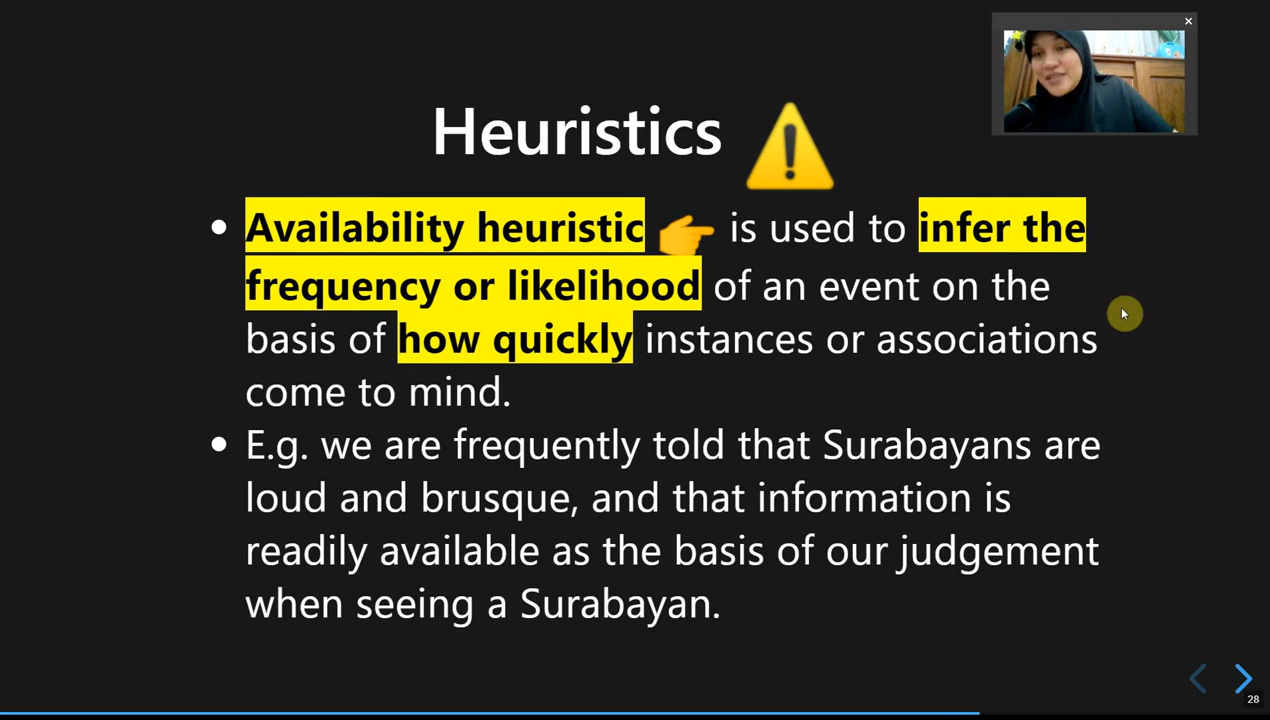 Heuristics ⚠️
• Availability heuristic 👉 is used to infer the
frequency or likelihood of an event on the
basis of how quickly instances or associations
come to mind.
• E.g. we are frequently told that Surabayans are
loud and brusque, and that information is
readily available as the basis of our judgement
when seeing a Surabayan.
28